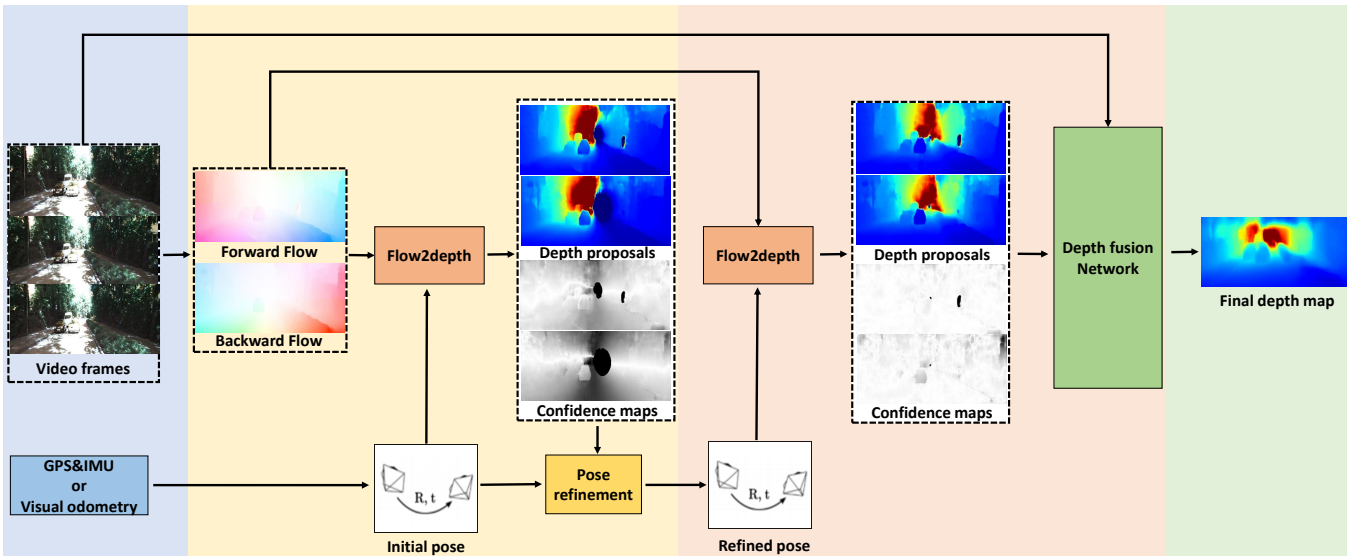 Video frames
GPS&IMU
or
Visual odometry
Forward Flow
Backward Flow
Flow2depth
Depth proposals
Confidence maps
R, t
Initial pose
Pose
refinement
Flow2depth
R, t
Refined pose
Depth proposals
Confidence maps
Depth fusion
Network
Final depth map